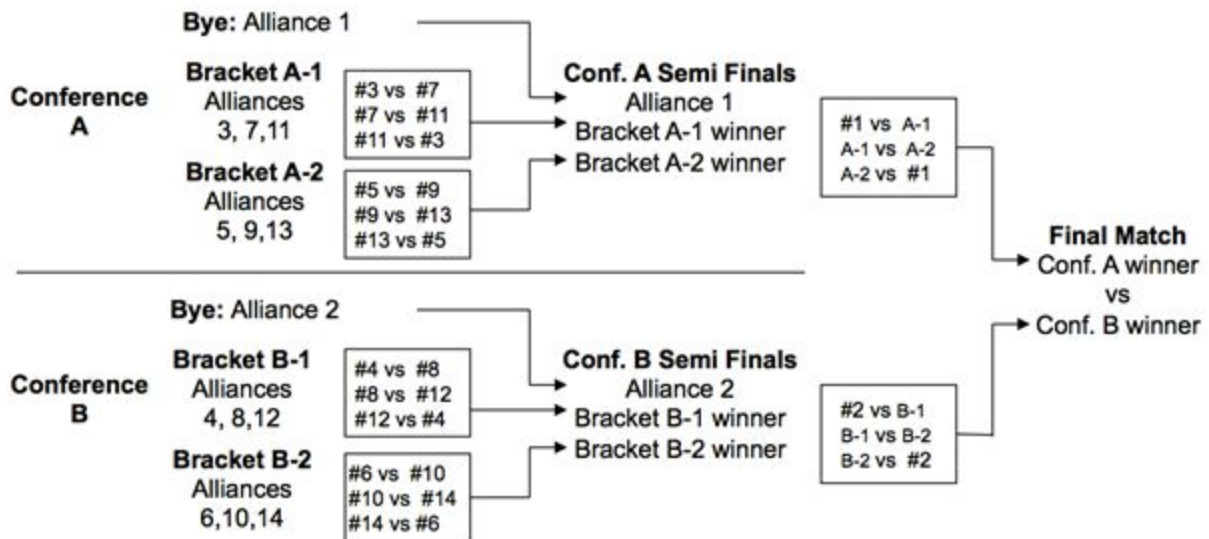 Conference
A
Bye: Alliance 1
Bracket A-1
Alliances
3, 7,11
#3 vs #7
#7 vs #11
#11 vs #3
Bracket A-2
Alliances
5, 9,13
#5 vs #9
#9 vs #13
#13 vs #5
Conf. A Semi Finals
Alliance 1
Bracket A-1 winner
Bracket A-2 winner
#1 vs A-1
A-1 vs A-2
A-2 vs #1
Conference
B
Bye: Alliance 2
Bracket B-1
Alliances
4, 8,12
#4 vs #8
#8 vs #12
#12 vs #4
Bracket B-2
Alliances
6,10,14
#6 vs #10
#10 vs #14
#14 vs #6
Conf. B Semi Finals
Alliance 2
Bracket B-1 winner
Bracket B-2 winner
#2 vs B-1
B-1 vs B-2
B-2 vs #2
Final Match
Conf. A winner
vs
Conf. B winner